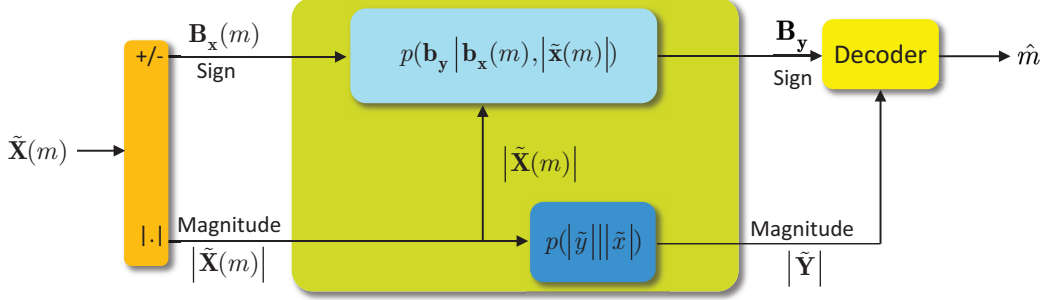 X̃(m)
+/-
|.|
B_x(m)
Sign
Magnitude
|X̃(m)|
p(b_y|b_x(m),|x̃(m)|)
|X̃(m)|
p(|ỹ|||x̃|)
B_y
Sign
Magnitude
|Ỹ|
Decoder
m̂